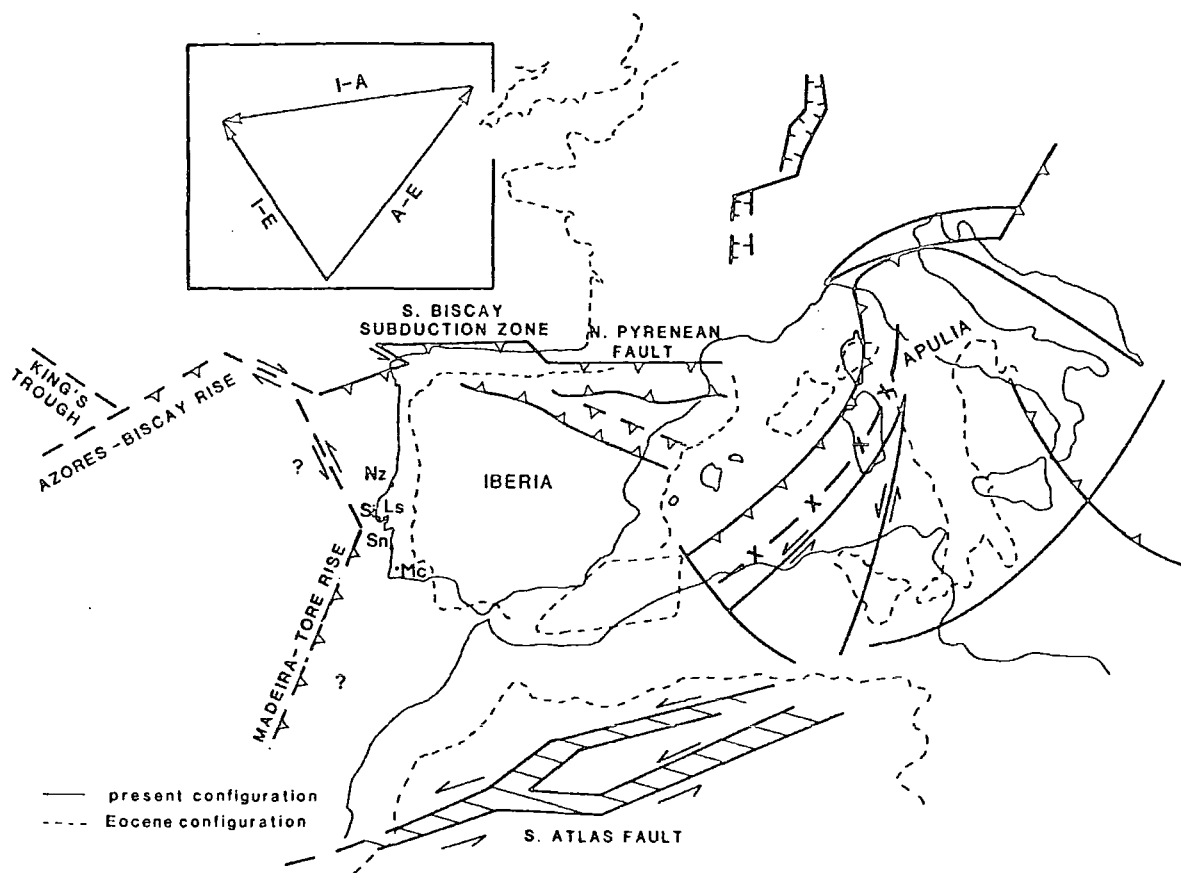 I-A
I-E
A-E
S. BISCAY
SUBDUCTION ZONE
N. PYRENEAN
FAULT
APULIA
KING'S
TROUGH
AZORES-BISCAY RISE
?
Nz
IBERIA
Si
Ls
Sn
Mc
MADEIRA-TORE RISE
?
present configuration
Eocene configuration
S. ATLAS FAULT